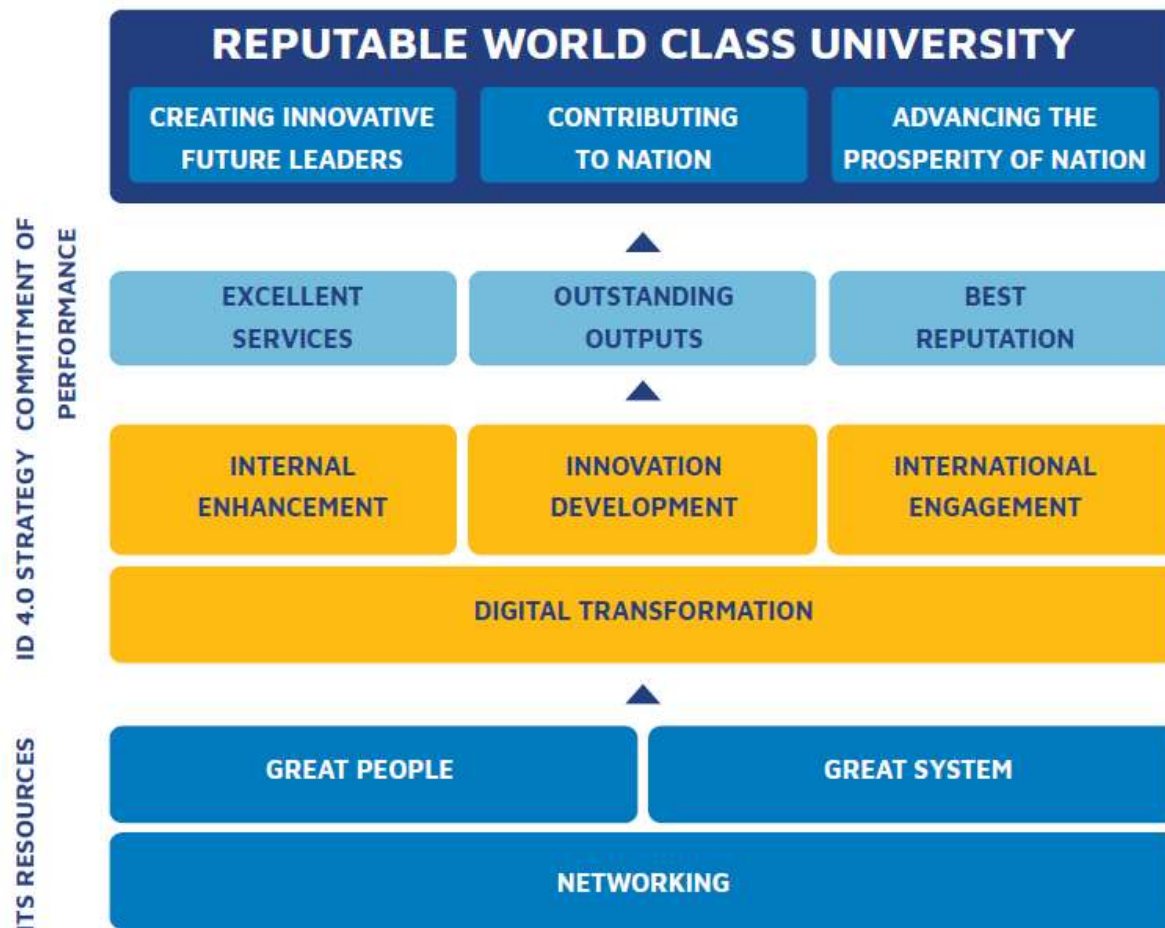 REPUTABLE WORLD CLASS UNIVERSITY
CREATING INNOVATIVE
FUTURE LEADERS
CONTRIBUTING
TO NATION
ADVANCING THE
PROSPERITY OF NATION
COMMITMENT OF
PERFORMANCE
EXCELLENT
SERVICES
OUTSTANDING
OUTPUTS
BEST
REPUTATION
ID 4.0 STRATEGY
INTERNAL
ENHANCEMENT
INNOVATION
DEVELOPMENT
INTERNATIONAL
ENGAGEMENT
DIGITAL TRANSFORMATION
ITS RESOURCES
GREAT PEOPLE
GREAT SYSTEM
NETWORKING